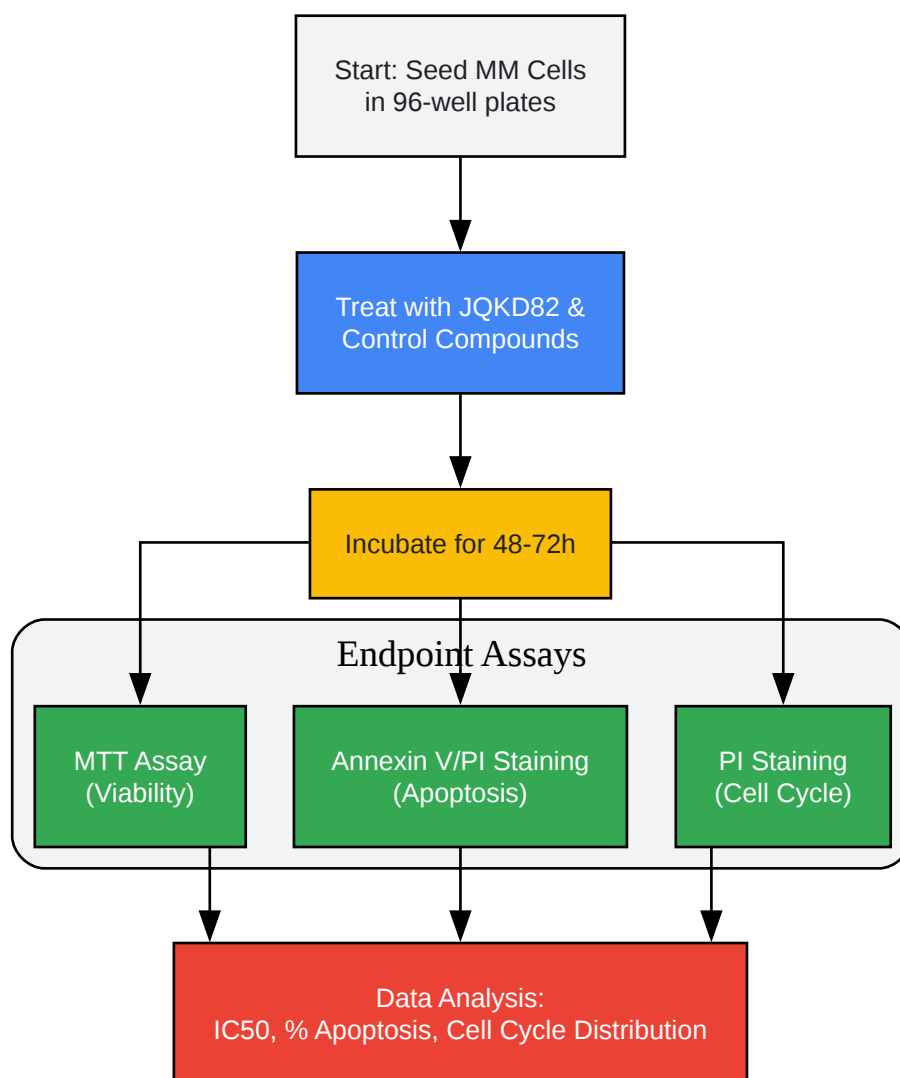 Start: Seed MM Cells
in 96-well plates
Treat with JQKD82 &
Control Compounds
Incubate for 48-72h
Endpoint Assays
MTT Assay
(Viability)
Annexin V/PI Staining
(Apoptosis)
PI Staining
(Cell Cycle)
Data Analysis:
IC50, % Apoptosis, Cell Cycle Distribution